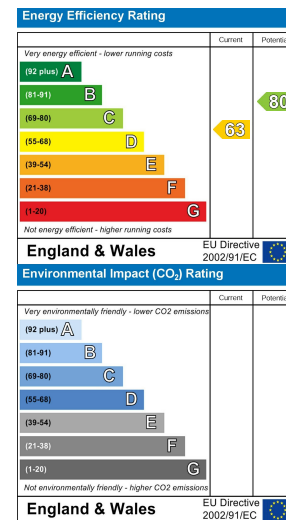 Energy Efficiency Rating
Current Potenti
Very energy efficient - lower running costs
(92 plus) A
(81-91) B
(69-80) C
(55-68) D
(39-54) E
(21-38) F
(1-20) G
63
80
Not energy efficient - higher running costs
England & Wales
EU Directive
2002/91/EC
Environmental Impact (CO₂) Rating
Current Potenti
Very environmentally friendly - lower CO2 emissions
(92 plus) A
(81-91) B
(69-80) C
(55-68) D
(39-54) E
(21-38) F
(1-20) G
Not environmentally friendly - higher CO2 emissions
England & Wales
EU Directive
2002/91/EC